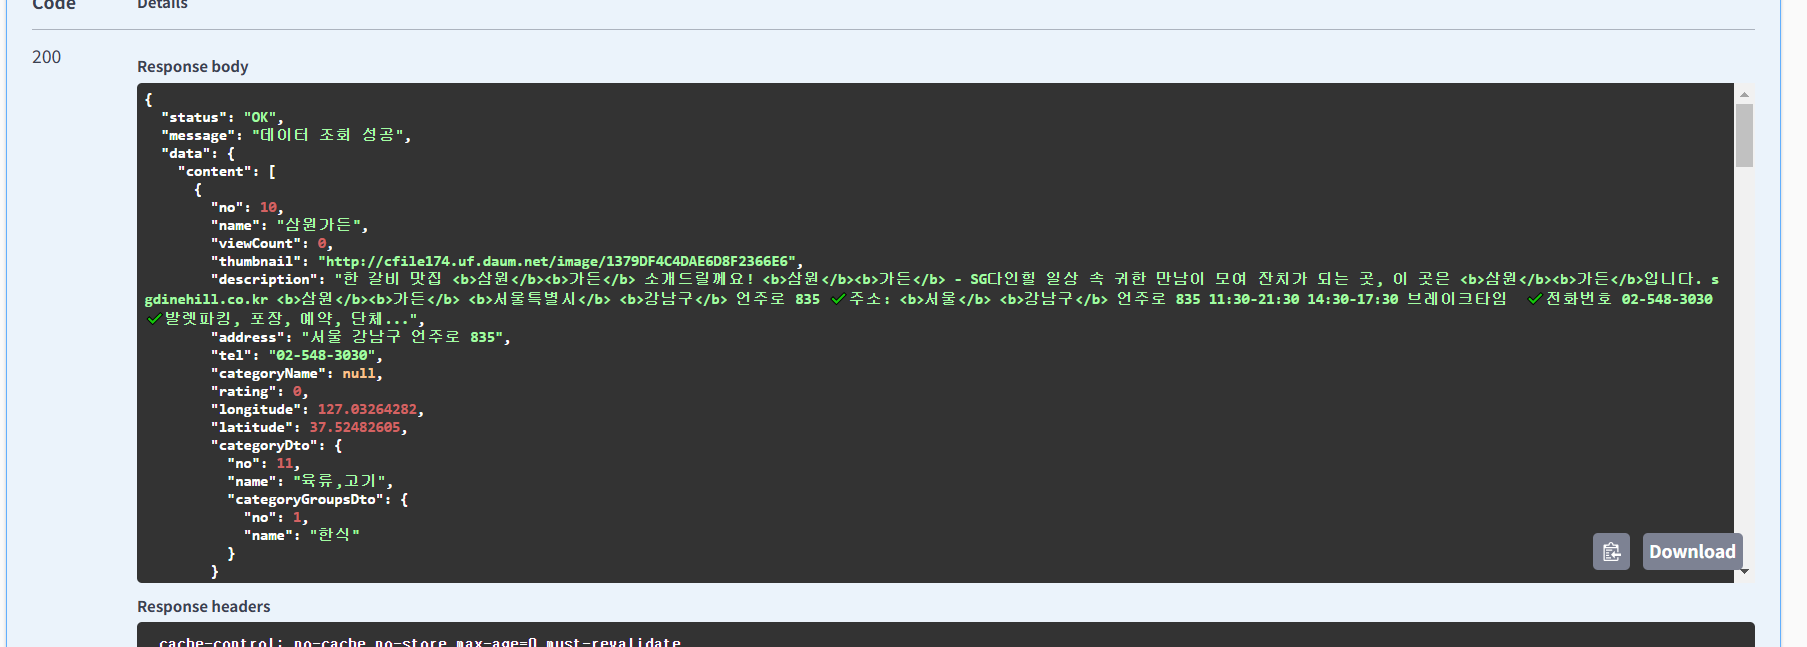 Code Details
200
Response body
{
"status": "OK",
"message": "데이터 조회 성공",
"data": {
"content": [
{
"no": 10,
"name": "삼원가든",
"viewCount": 0,
"thumbnail": "http://cfile174.uf.daum.net/image/1379DF4C4DAE6D8F2366E6",
"description": "한 갈비 맛집 <b>삼원</b><b>가든</b> 소개드릴께요! <b>삼원</b><b>가든</b> - SG다인힐 일상 속 귀한 만남이 모여 잔치가 되는 곳, 이 곳은 <b>삼원</b><b>가든</b>입니다. s
gdinehill.co.kr <b>삼원</b><b>가든</b> <b>서울특별시</b> <b>강남구</b> 언주로 835 ✔주소: <b>서울</b> <b>강남구</b> 언주로 835 11:30-21:30 14:30-17:30 브레이크타임 ✔전화번호 02-548-3030
✔발렛파킹, 포장, 예약, 단체...",
"address": "서울 강남구 언주로 835",
"tel": "02-548-3030",
"categoryName": null,
"rating": 0,
"longitude": 127.03264282,
"latitude": 37.52482605,
"categoryDto": {
"no": 11,
"name": "육류,고기",
"categoryGroupsDto": {
"no": 1,
"name": "한식"
}
}
Download
Response headers
cache-control: no-cache,no-store,max-age=0,must-revalidate